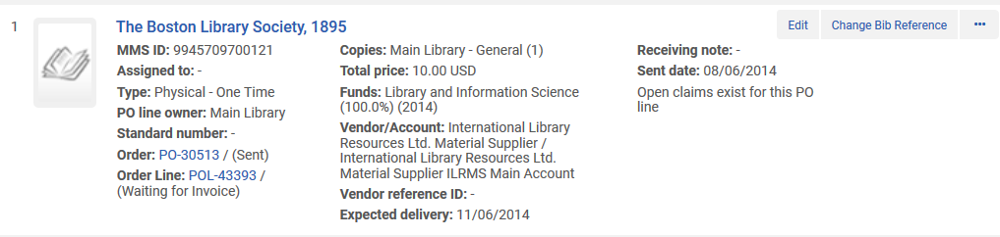 1
The Boston Library Society, 1895
MMS ID: 9945709700121
Assigned to: -
Type: Physical - One Time
PO line owner: Main Library
Standard number: -
Order: PO-30513 / (Sent)
Order Line: POL-43393 /
(Waiting for Invoice)
Copies: Main Library - General (1)
Total price: 10.00 USD
Funds: Library and Information Science
(100.0%) (2014)
Vendor/Account: International Library
Resources Ltd. Material Supplier /
International Library Resources Ltd.
Material Supplier ILRMS Main Account
Vendor reference ID: -
Expected delivery: 11/06/2014
Edit
Change Bib Reference
...
Receiving note: -
Sent date: 08/06/2014
Open claims exist for this PO
line